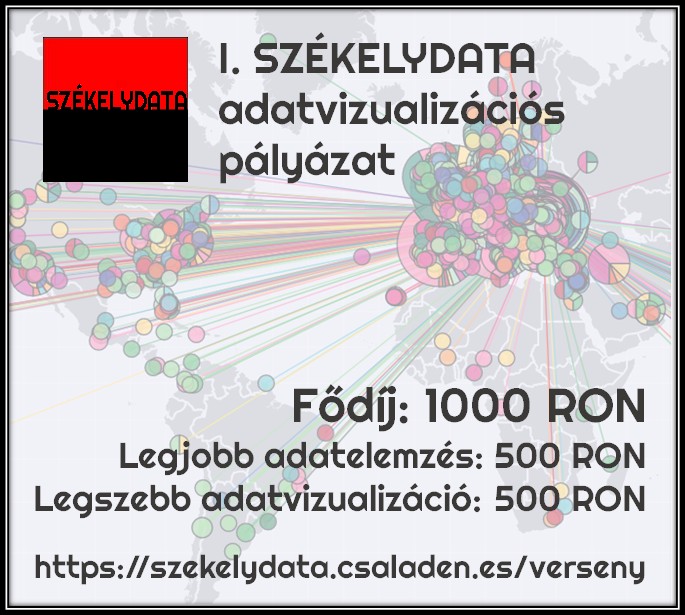 SZÉKELYDATA
I. SZÉKELYDATA
adatvizualizációs
pályázat
Fődíj: 1000 RON
Legjobb adatelemzés: 500 RON
Legszebb adatvizualizáció: 500 RON
https://szekelydata.csaladen.es/verseny